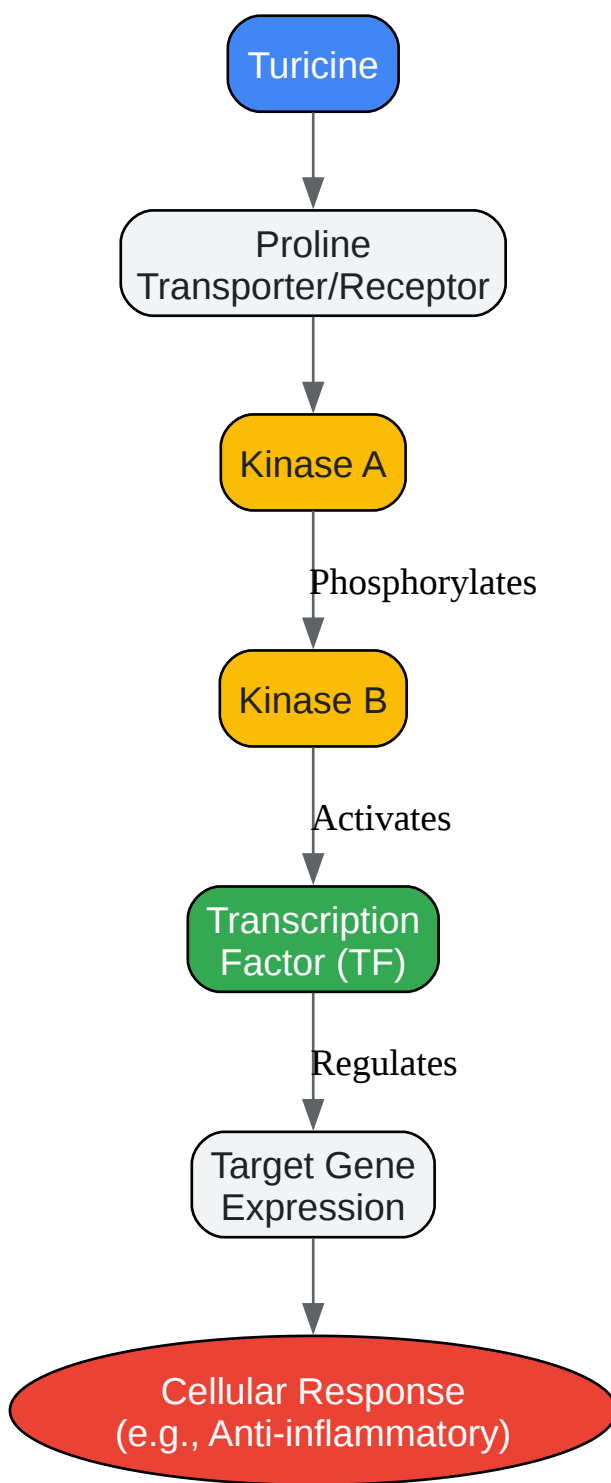 Turicine
Proline
Transporter/Receptor
Kinase A
Phosphorylates
Kinase B
Activates
Transcription
Factor (TF)
Regulates
Target Gene
Expression
Cellular Response
(e.g., Anti-inflammatory)